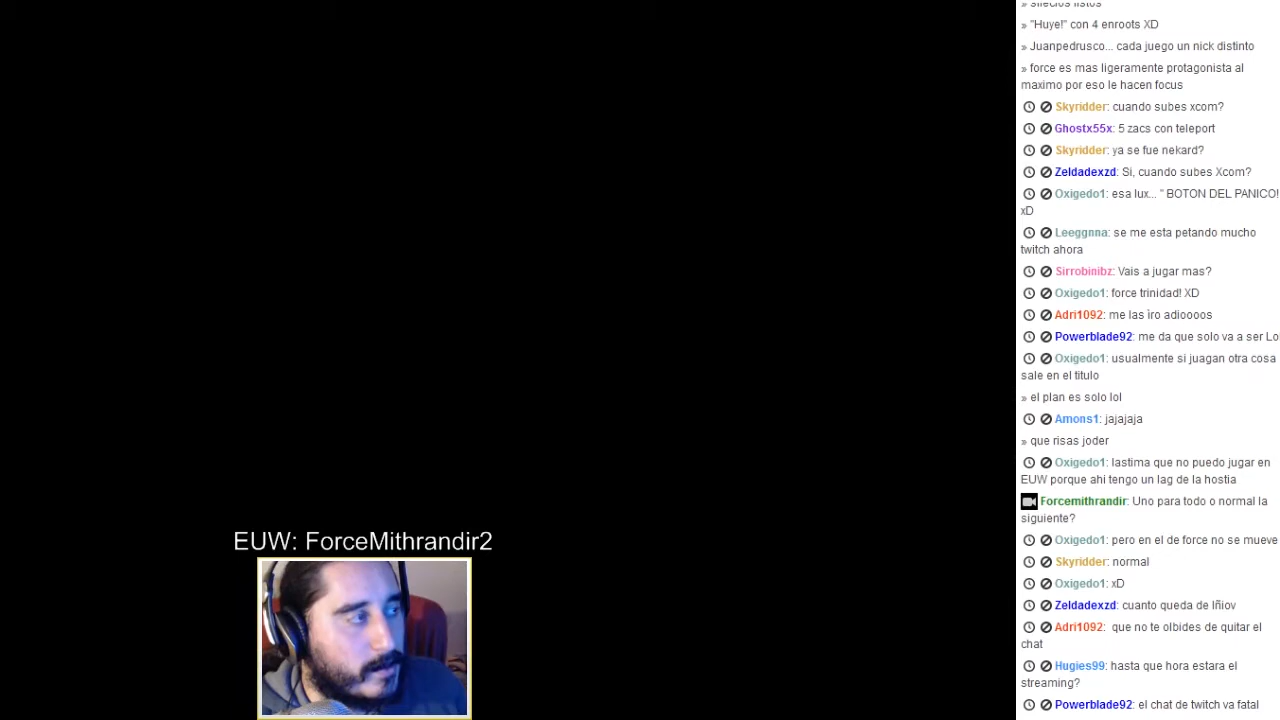 » silecios listos
» "Huye!" con 4 enroots XD
» Juanpedrusco... cada juego un nick distinto
» force es mas ligeramente protagonista al
maximo por eso le hacen focus
Skyridder: cuando subes xcom?
Ghostx55x: 5 zacs con teleport
Skyridder: ya se fue nekard?
Zeldadexzd: Si, cuando subes Xcom?
Oxigedo1: esa lux... " BOTON DEL PANICO!
xD
Leeggnna: se me esta petando mucho
twitch ahora
Sirrobinibz: Vais a jugar mas?
Oxigedo1: force trinidad! XD
Adri1092: me las ìro adioooos
Powerblade92: me da que solo va a ser Lo
Oxigedo1: usualmente si juagan otra cosa
sale en el titulo
» el plan es solo lol
Amons1: jajajaja
» que risas joder
Oxigedo1: lastima que no puedo jugar en
EUW porque ahi tengo un lag de la hostia
Forcemithrandir: Uno para todo o normal la
siguiente?
Oxigedo1: pero en el de force no se mueve
Skyridder: normal
Oxigedo1: xD
Zeldadexzd: cuanto queda de lñiov
Adri1092: que no te olbides de quitar el
chat
Hugies99: hasta que hora estara el
streaming?
Powerblade92: el chat de twitch va fatal
EUW: ForceMithrandir2